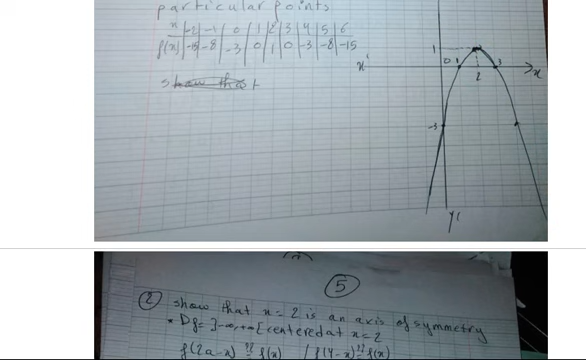 particular points
x | -2 | -1 | 0 | 1 | 2 | 3 | 4 | 5 | 6
f(x) | -15 | -8 | -3 | 0 | 1 | 0 | -3 | -8 | -15
show that
x'
1
0 1 3
2
x
-3
y'
5
2 show that x = 2 is an axis of symmetry
• Df = ]-∞,+∞[ centered at x = 2
f(2a-x) ?? = f(x) / f(4-x) ?? = f(x)